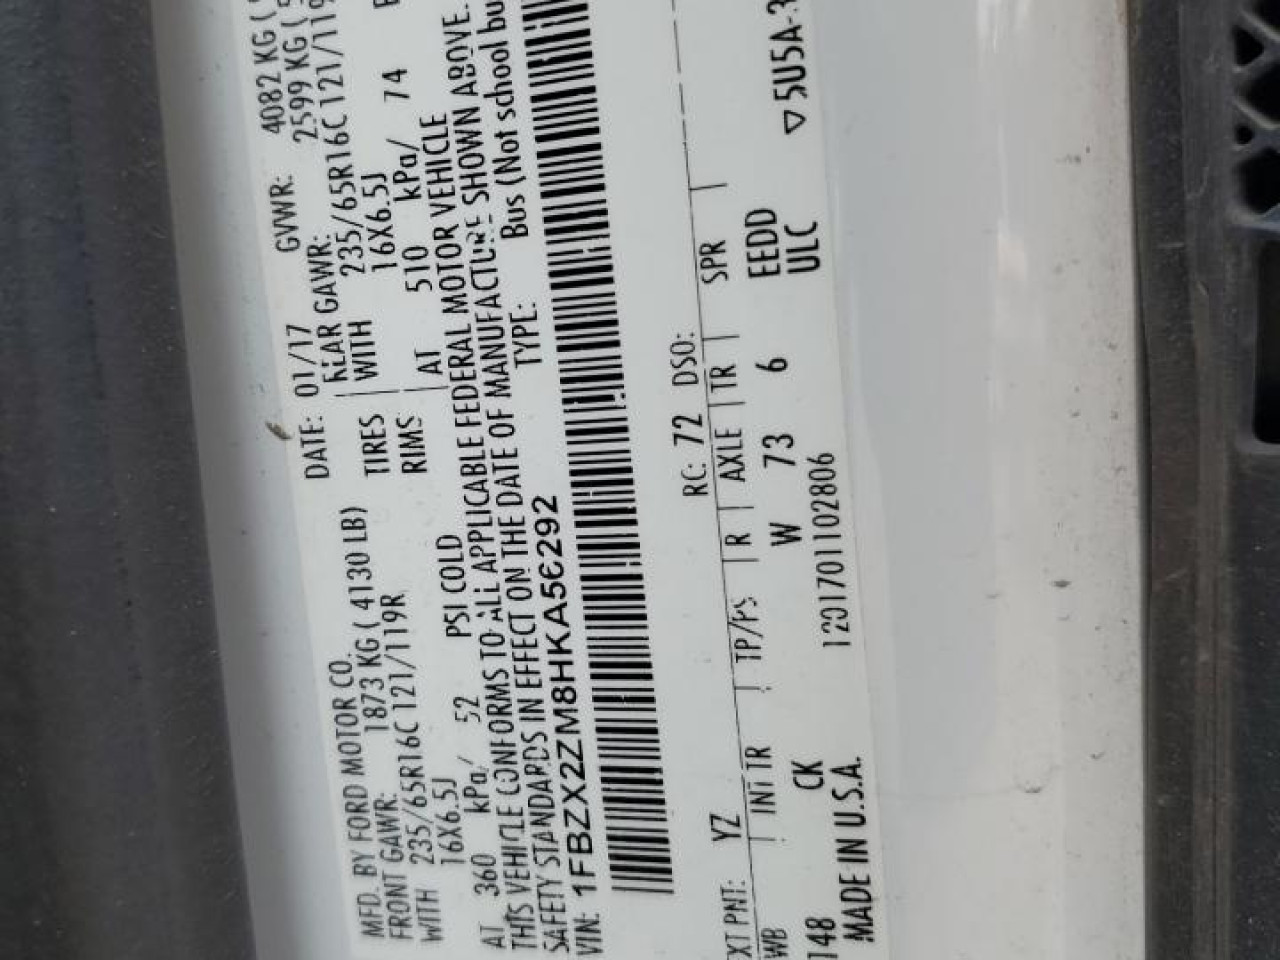 MFD. BY FORD MOTOR CO. DATE: 01/17 GVWR: 4082 KG (
FRONT GAWR: 1873 KG ( 4130 LB) REAR GAWR: 2599 KG (
WITH 235/65R16C 121/119R TIRES WITH 235/65R16C 121/119
16X6.5J RIMS 16X6.5J
AT 360 kPa/ 52 PSI COLD AT 510 kPa/ 74
THIS VEHICLE CONFORMS TO ALL APPLICABLE FEDERAL MOTOR VEHICLE
SAFETY STANDARDS IN EFFECT ON THE DATE OF MANUFACTURE SHOWN ABOVE.
VIN: 1FBZX2ZM8HKA56292 TYPE: Bus (Not school bu
XT PNT: YZ RC: 72 DSO:
WB INT TR TP/PS R AXLE TR SPR
148 CK W 73 6 EEDD
MADE IN U.S.A. 1201701102806 ULC ▽5U5A-3